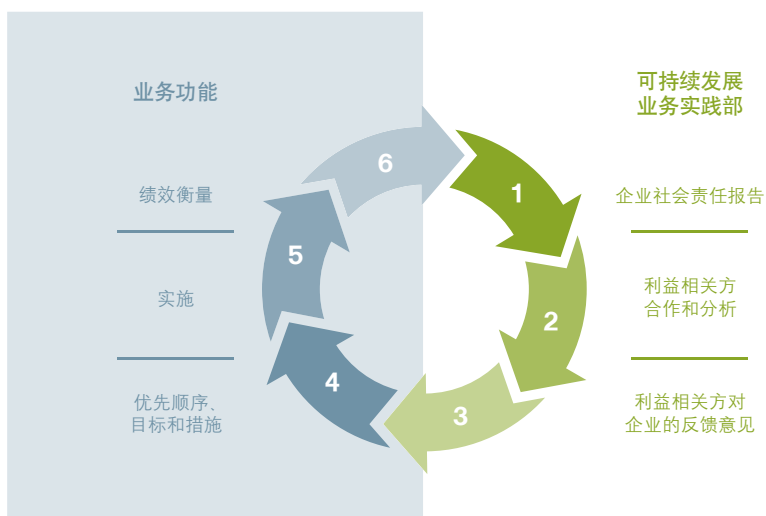 业务功能
绩效衡量
实施
优先顺序、
目标和措施
可持续发展
业务实践部
企业社会责任报告
利益相关方
合作和分析
利益相关方对
企业的反馈意见
1
2
3
4
5
6